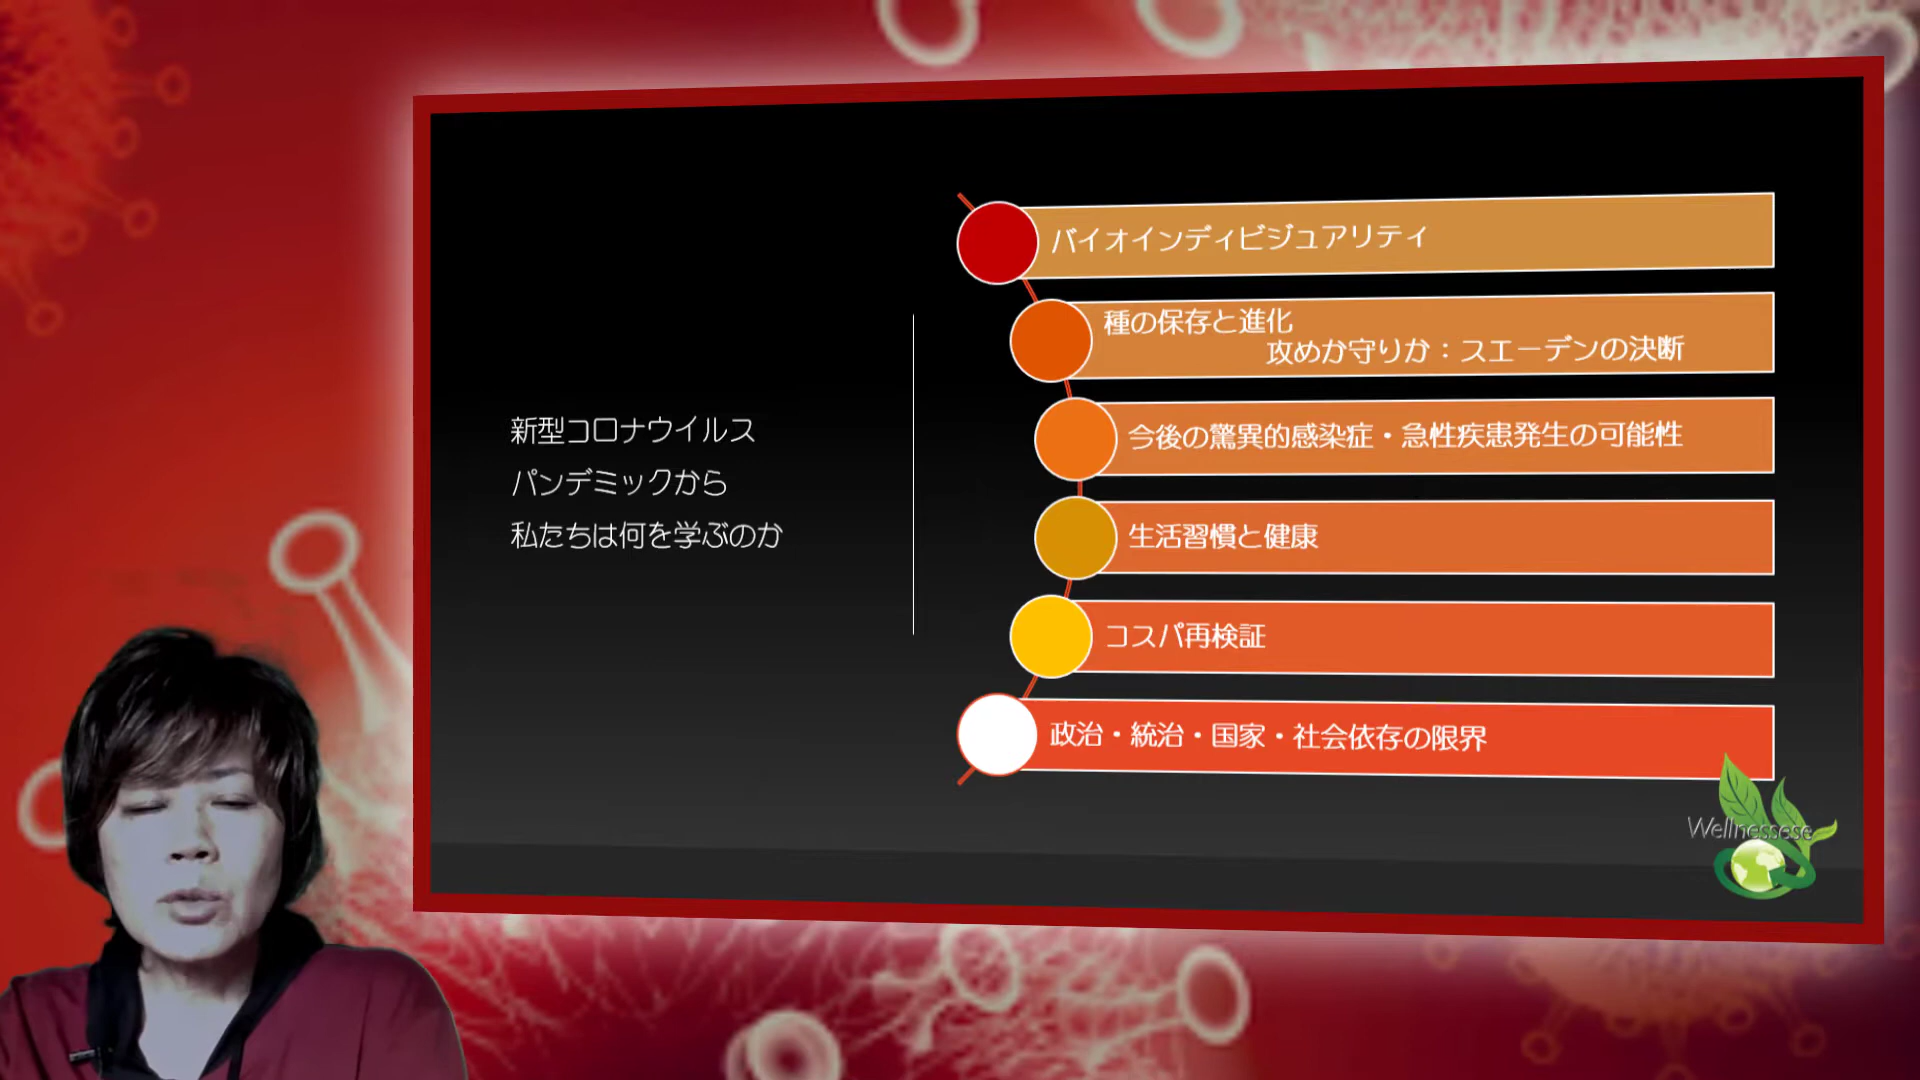 新型コロナウイルス
パンデミックから
私たちは何を学ぶのか
バイオインディビジュアリティ
種の保存と進化
攻めか守りか：スエーデンの決断
今後の驚異的感染症・急性疾患発生の可能性
生活習慣と健康
コスパ再検証
政治・統治・国家・社会依存の限界
Wellnessese